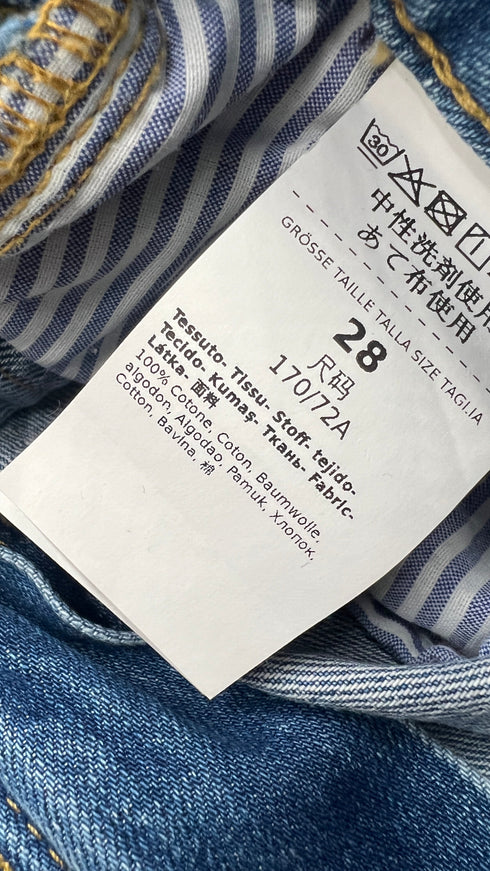 30
中性洗剤使用
あて布使用
GRÖSSE TAILLE TALLA SIZE TAGLIA
28
尺码
170/72A
Tessuto- Tissu- Stoff- tejido-
Tecido- Kumaş- Ткань- Fabric-
Látka- 面料
100% Cotone, Coton, Baumwolle,
algodon, Algodao, Pamuk, Хлопок,
Cotton, Bavlna, 棉